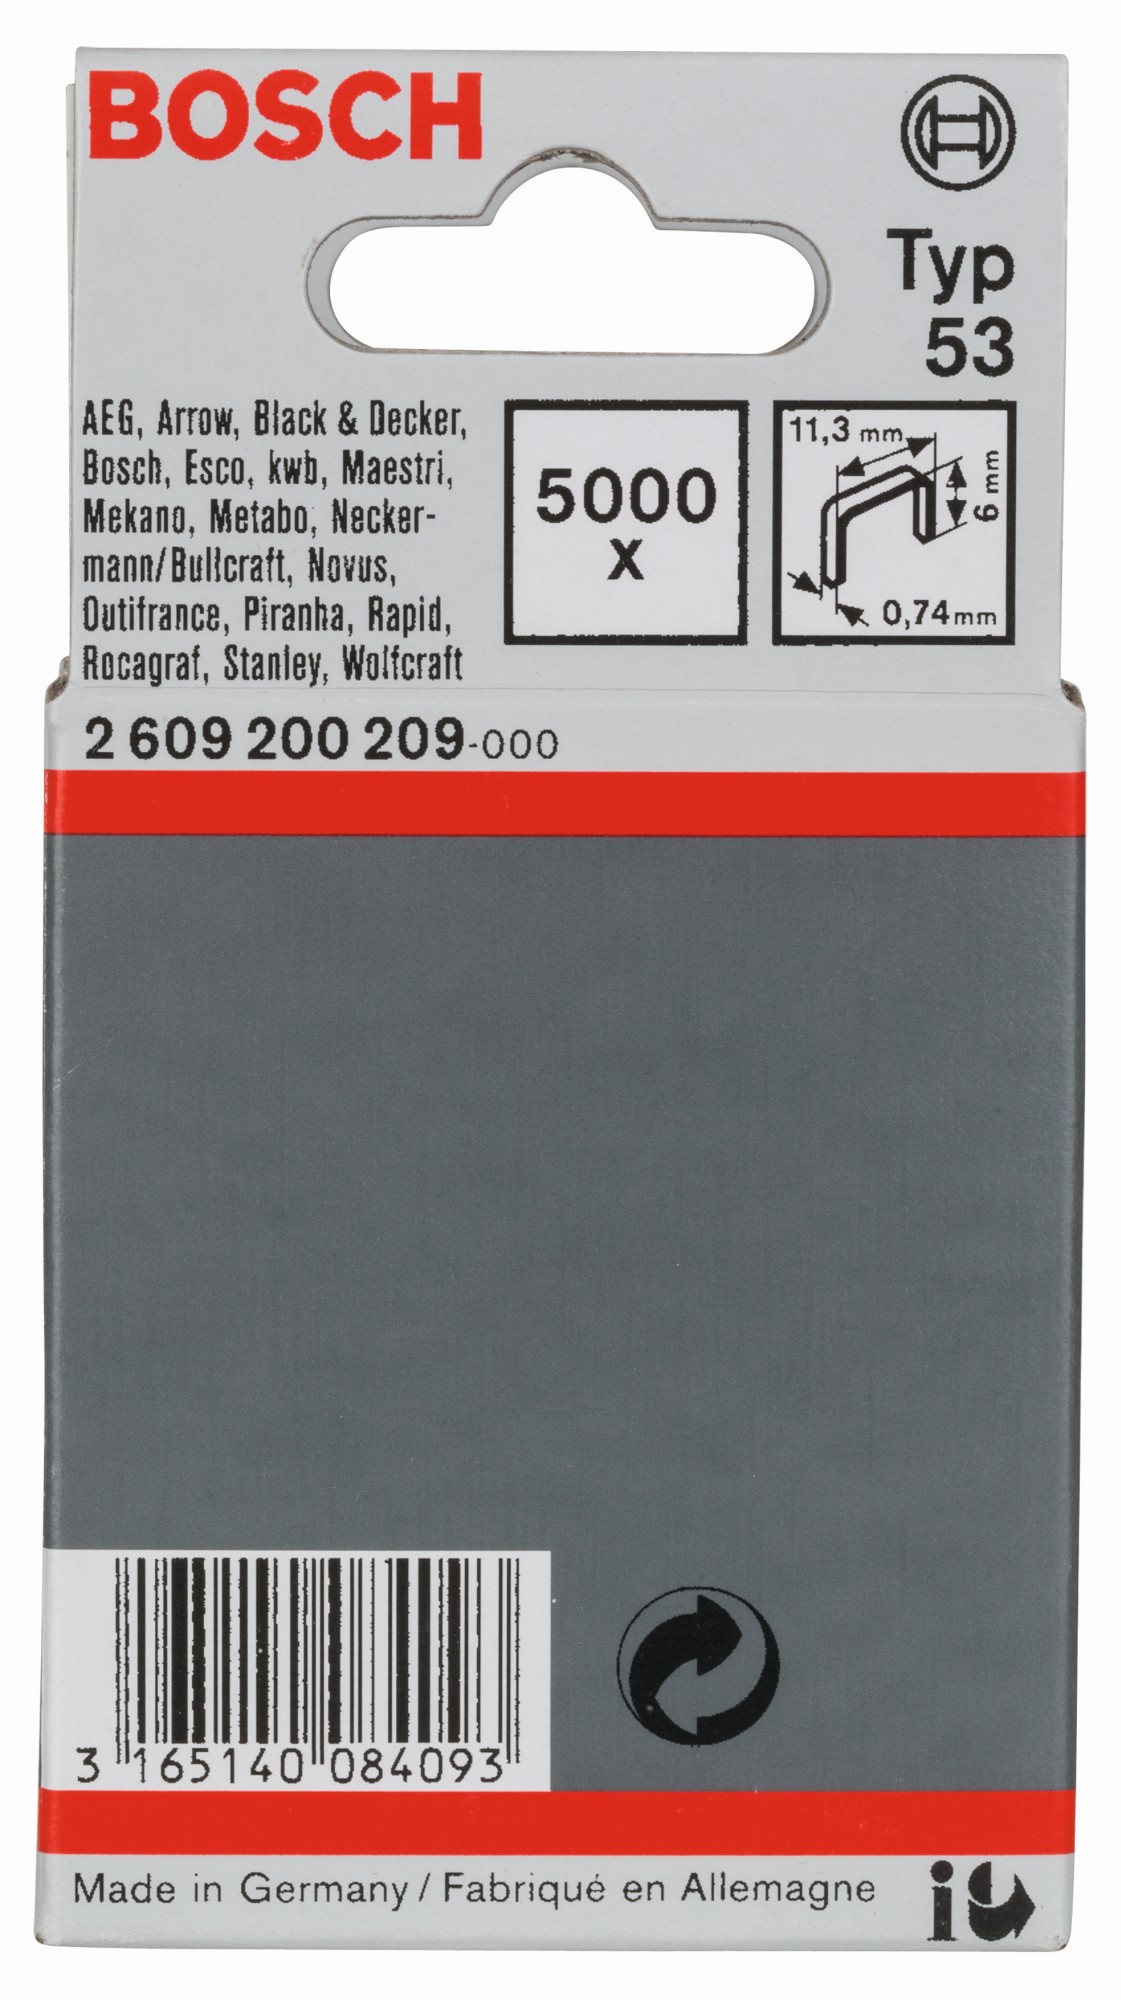 BOSCH
Typ
53
AEG, Arrow, Black & Decker,
Bosch, Esco, kwb, Maestri,
Mekano, Metabo, Necker-
mann/Bullcraft, Novus,
Outifrance, Piranha, Rapid,
Rocagraf, Stanley, Wolfcraft
5000
x
11,3 mm
6 mm
0,74mm
2 609 200 209-000
3 165140 084093
Made in Germany / Fabriqué en Allemagne